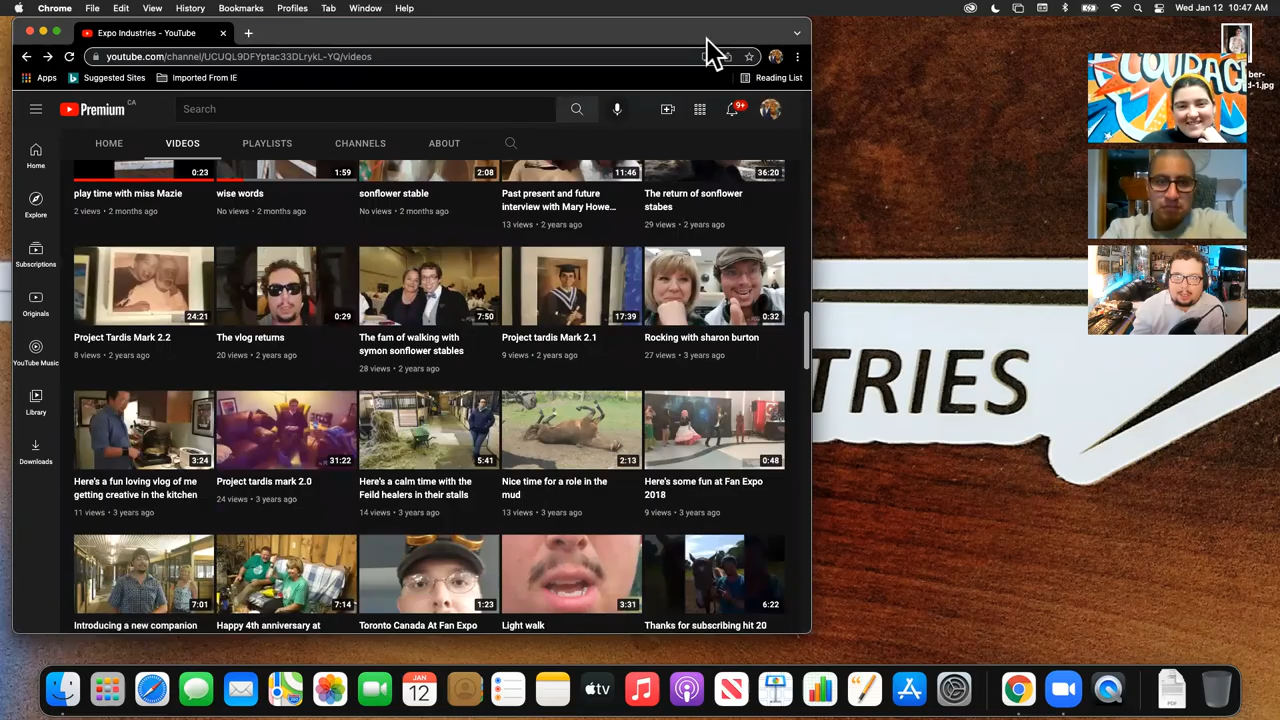 Chrome File Edit View History Bookmarks Profiles Tab Window Help Wed Jan 12 10:47 AM
Expo Industries - YouTube
youtube.com/channel/UCUQL9DFYptac33DLrykL-YQ/videos
Apps Suggested Sites Imported From IE Reading List
Premium CA Search 9+
HOME VIDEOS PLAYLISTS CHANNELS ABOUT
Home
Explore
Subscriptions
Originals
YouTube Music
Library
Downloads
0:23 1:59 2:08 11:46 36:20
play time with miss Mazie
2 views • 2 months ago
wise words
No views • 2 months ago
sonflower stable
No views • 2 months ago
Past present and future
interview with Mary Howe...
13 views • 2 years ago
The return of sonflower
stabes
29 views • 2 years ago
24:21 0:29 7:50 17:39 0:32
Project Tardis Mark 2.2
8 views • 2 years ago
The vlog returns
20 views • 2 years ago
The fam of walking with
symon sonflower stables
28 views • 2 years ago
Project tardis Mark 2.1
9 views • 2 years ago
Rocking with sharon burton
27 views • 3 years ago
3:24 31:22 5:41 2:13 0:48
Here's a fun loving vlog of me
getting creative in the kitchen
11 views • 3 years ago
Project tardis mark 2.0
24 views • 3 years ago
Here's a calm time with the
Feild healers in their stalls
14 views • 3 years ago
Nice time for a role in the
mud
13 views • 3 years ago
Here's some fun at Fan Expo
2018
9 views • 3 years ago
7:01 7:14 1:23 3:31 6:22
Introducing a new companion
Happy 4th anniversary at
Toronto Canada At Fan Expo
Light walk
Thanks for subscribing hit 20
COURAGE
ber-
d-1.jpg
TRIES
JAN
12
tv
PDF